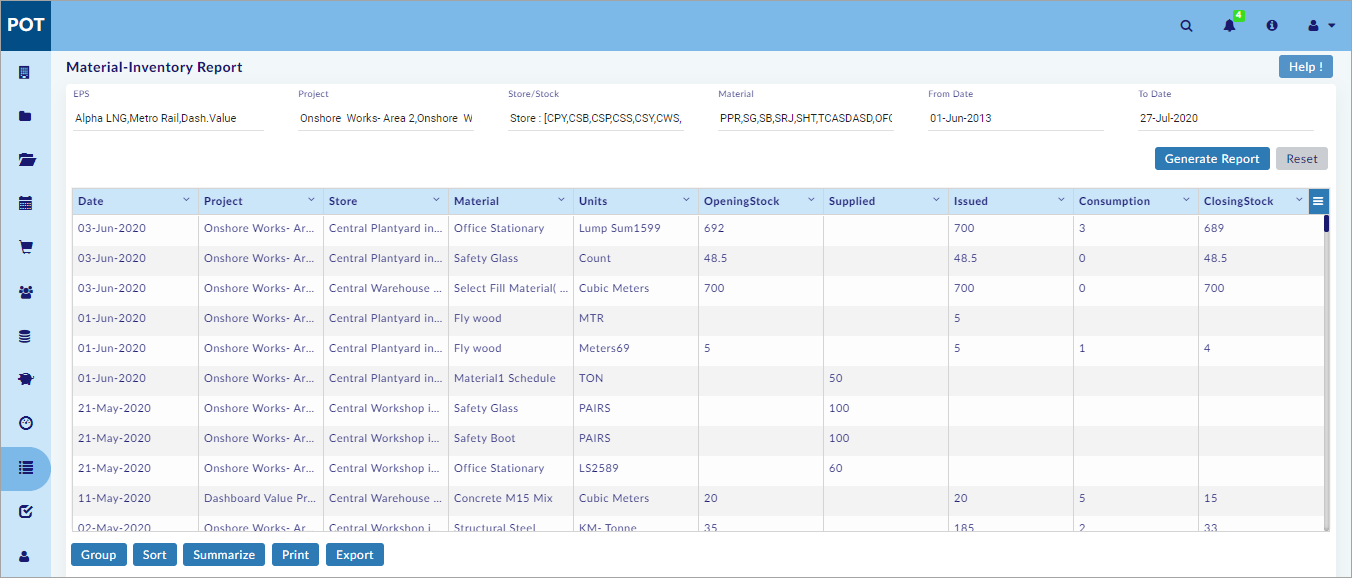 POT
4
Material-Inventory Report
Help !
EPS Project Store/Stock Material From Date To Date
Alpha LNG,Metro Rail,Dash.Value Onshore Works- Area 2,Onshore W Store : [CPY,CSB,CSP,CSS,CSY,CWS, PPR,SG,SB,SRJ,SHT,TCASDASD,OFC 01-Jun-2013 27-Jul-2020
Generate Report Reset
Date Project Store Material Units OpeningStock Supplied Issued Consumption ClosingStock
03-Jun-2020 Onshore Works- Ar... Central Plantyard in... Office Stationary Lump Sum1599 692 700 3 689
03-Jun-2020 Onshore Works- Ar... Central Plantyard in... Safety Glass Count 48.5 48.5 0 48.5
03-Jun-2020 Onshore Works- Ar... Central Warehouse ... Select Fill Material( ... Cubic Meters 700 700 0 700
01-Jun-2020 Onshore Works- Ar... Central Plantyard in... Fly wood MTR 5
01-Jun-2020 Onshore Works- Ar... Central Plantyard in... Fly wood Meters69 5 5 1 4
01-Jun-2020 Onshore Works- Ar... Central Plantyard in... Material1 Schedule TON 50
21-May-2020 Onshore Works- Ar... Central Workshop i... Safety Glass PAIRS 100
21-May-2020 Onshore Works- Ar... Central Workshop i... Safety Boot PAIRS 100
21-May-2020 Onshore Works- Ar... Central Workshop i... Office Stationary LS2589 60
11-May-2020 Dashboard Value Pr... Central Warehouse ... Concrete M15 Mix Cubic Meters 20 20 5 15
02-May-2020 Onshore Works- Ar... Central Workshop i... Structural Steel KM- Tonne 35 185 2 33
Group Sort Summarize Print Export